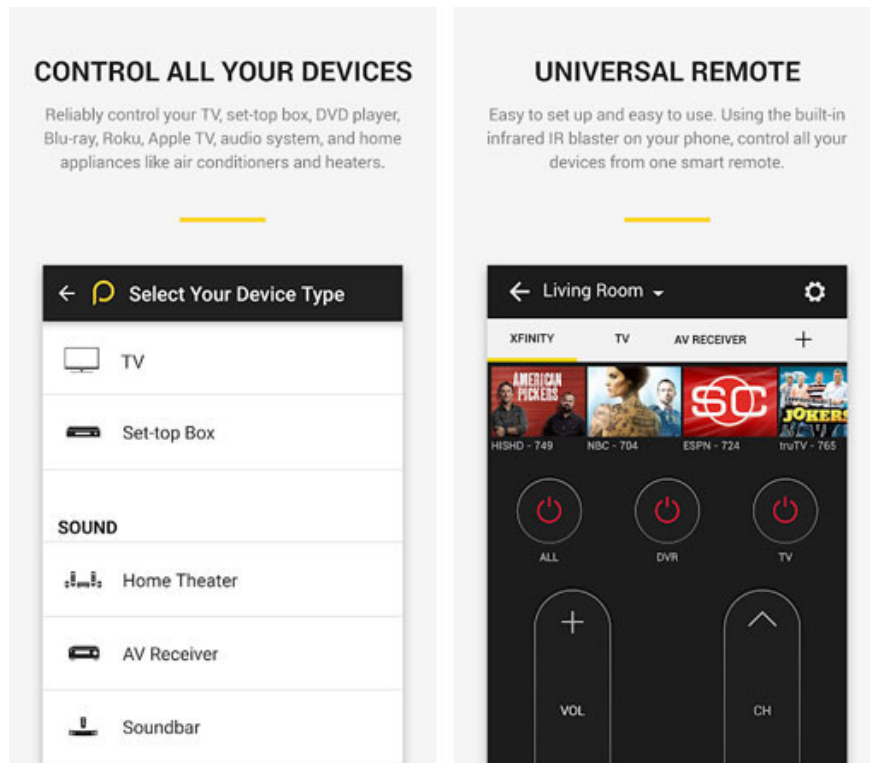 CONTROL ALL YOUR DEVICES
Reliably control your TV, set-top box, DVD player,
Blu-ray, Roku, Apple TV, audio system, and home
appliances like air conditioners and heaters.
Select Your Device Type
TV
Set-top Box
SOUND
Home Theater
AV Receiver
Soundbar
UNIVERSAL REMOTE
Easy to set up and easy to use. Using the built-in
infrared IR blaster on your phone, control all your
devices from one smart remote.
Living Room
XFINITY TV AV RECEIVER +
AMERICAN
PICKERS
SC
JOKERS
HISHD - 749 NBC - 704 ESPN - 724 truTV - 765
ALL DVR TV
+
VOL CH